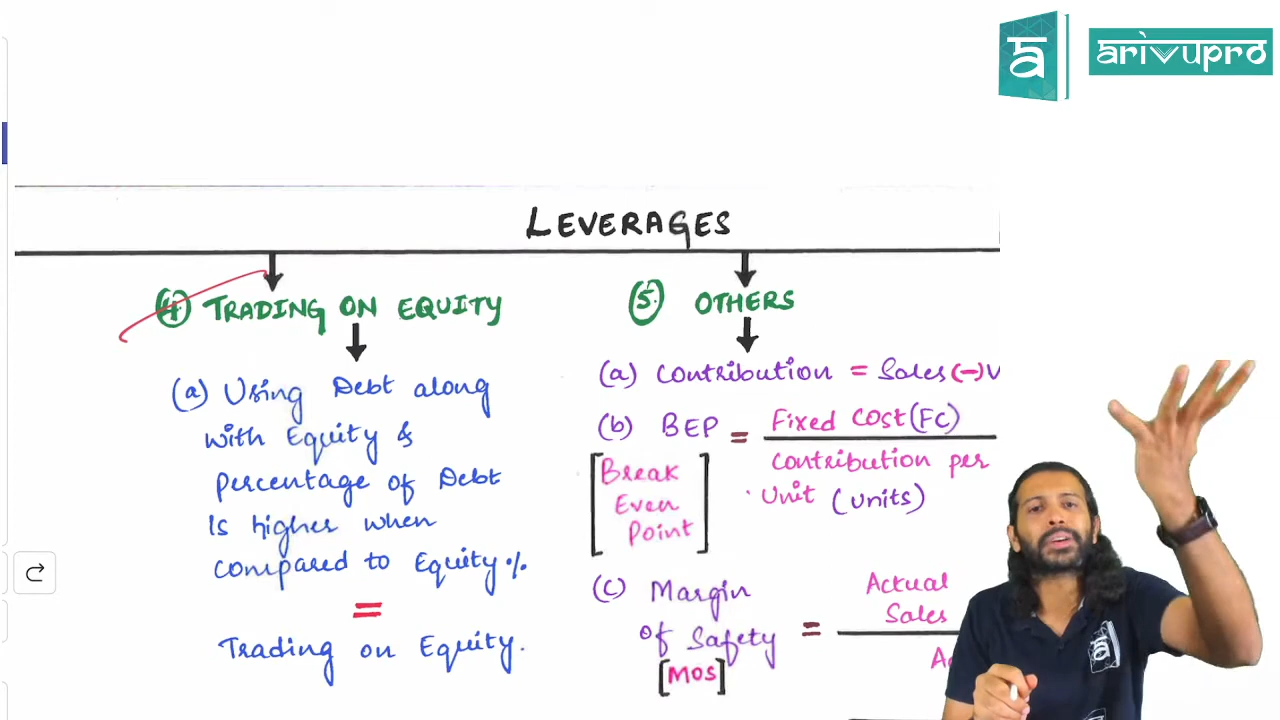 arivupro
LEVERAGES
④ TRADING ON EQUITY
(a) Using Debt along
with Equity &
Percentage of Debt
Is higher when
compared to Equity%
=
Trading on Equity.
⑤ OTHERS
(a) Contribution = Sales (-) V
(b) BEP = Fixed Cost (FC)
Contribution per
Unit (units)
[Break
Even
Point]
(c) Margin
of Safety
[MOS]
=
Actual
Sales